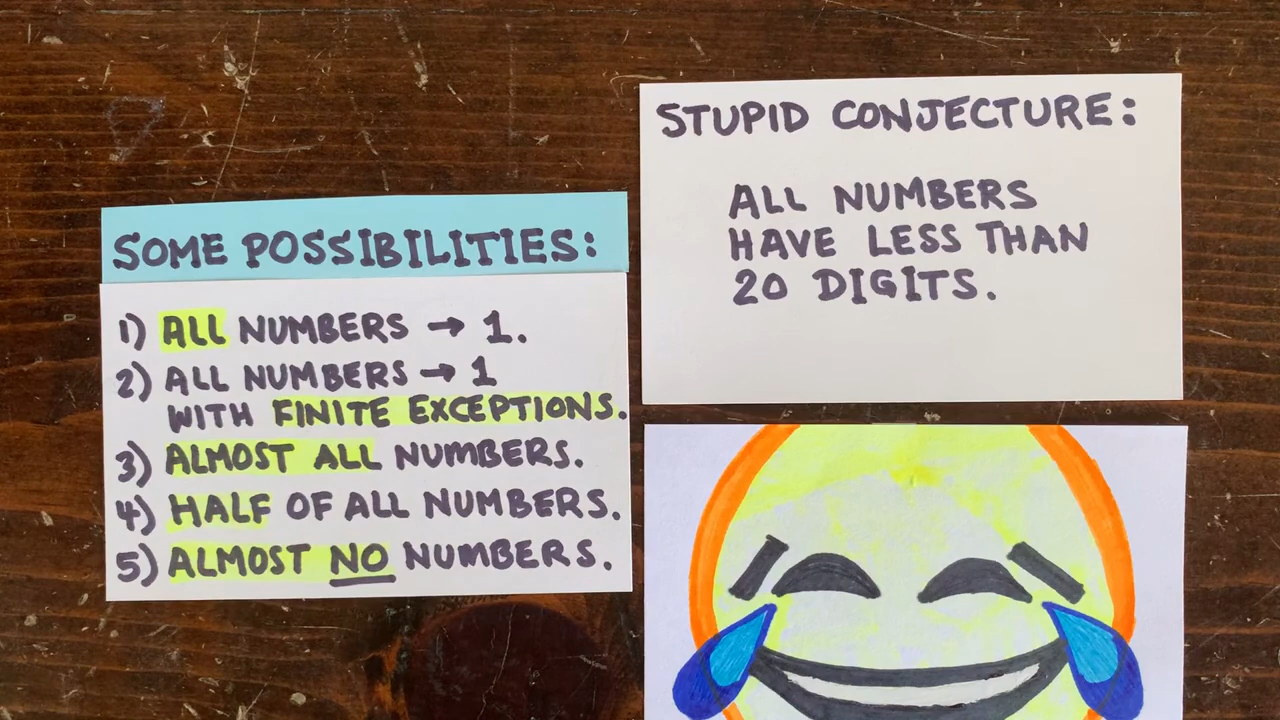 SOME POSSIBILITIES:
1) ALL NUMBERS → 1.
2) ALL NUMBERS → 1
WITH FINITE EXCEPTIONS.
3) ALMOST ALL NUMBERS.
4) HALF OF ALL NUMBERS.
5) ALMOST NO NUMBERS.
STUPID CONJECTURE:
ALL NUMBERS
HAVE LESS THAN
20 DIGITS.